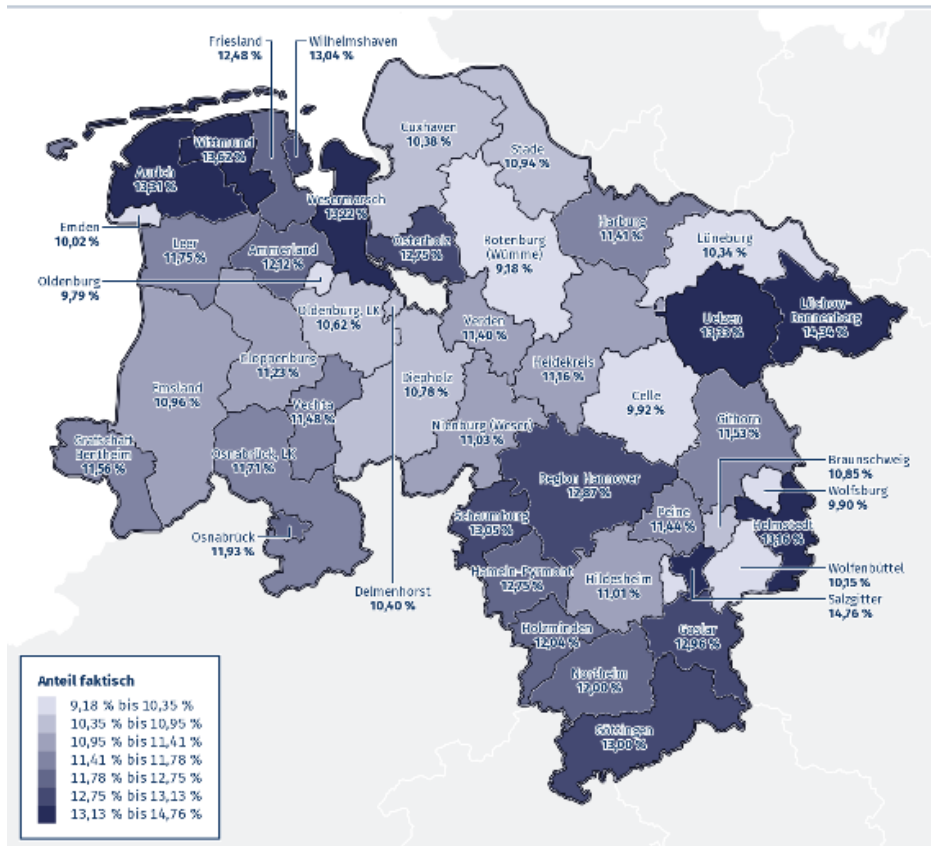 Friesland
12,48 %
Wilhelmshaven
13,04 %
Cuxhaven
10,38 %
Stade
10,94 %
Wittmund
13,62 %
Aurich
13,31 %
Wesermarsch
13,22 %
Emden
10,02 %
Leer
11,75 %
Ammerland
12,12 %
Osterholz
12,75 %
Rotenburg
(Wümme)
9,18 %
Harburg
11,41 %
Lüneburg
10,34 %
Oldenburg
9,79 %
Oldenburg, LK
10,62 %
Verden
11,40 %
Uelzen
13,33 %
Lüchow-
Dannenberg
14,34 %
Cloppenburg
11,23 %
Heidekreis
11,16 %
Emsland
10,96 %
Diepholz
10,78 %
Celle
9,92 %
Vechta
11,48 %
Nienburg (Weser)
11,03 %
Gifhorn
11,53 %
Grafschaft
Bentheim
11,56 %
Osnabrück, LK
11,71 %
Region Hannover
12,87 %
Braunschweig
10,85 %
Wolfsburg
9,90 %
Schaumburg
13,05 %
Peine
11,44 %
Helmstedt
13,16 %
Osnabrück
11,93 %
Delmenhorst
10,40 %
Hameln-Pyrmont
12,73 %
Hildesheim
11,01 %
Wolfenbüttel
10,15 %
Salzgitter
14,76 %
Holzminden
12,04 %
Goslar
12,96 %
Northeim
12,00 %
Göttingen
13,00 %
Anteil faktisch
9,18 % bis 10,35 %
10,35 % bis 10,95 %
10,95 % bis 11,41 %
11,41 % bis 11,78 %
11,78 % bis 12,75 %
12,75 % bis 13,13 %
13,13 % bis 14,76 %